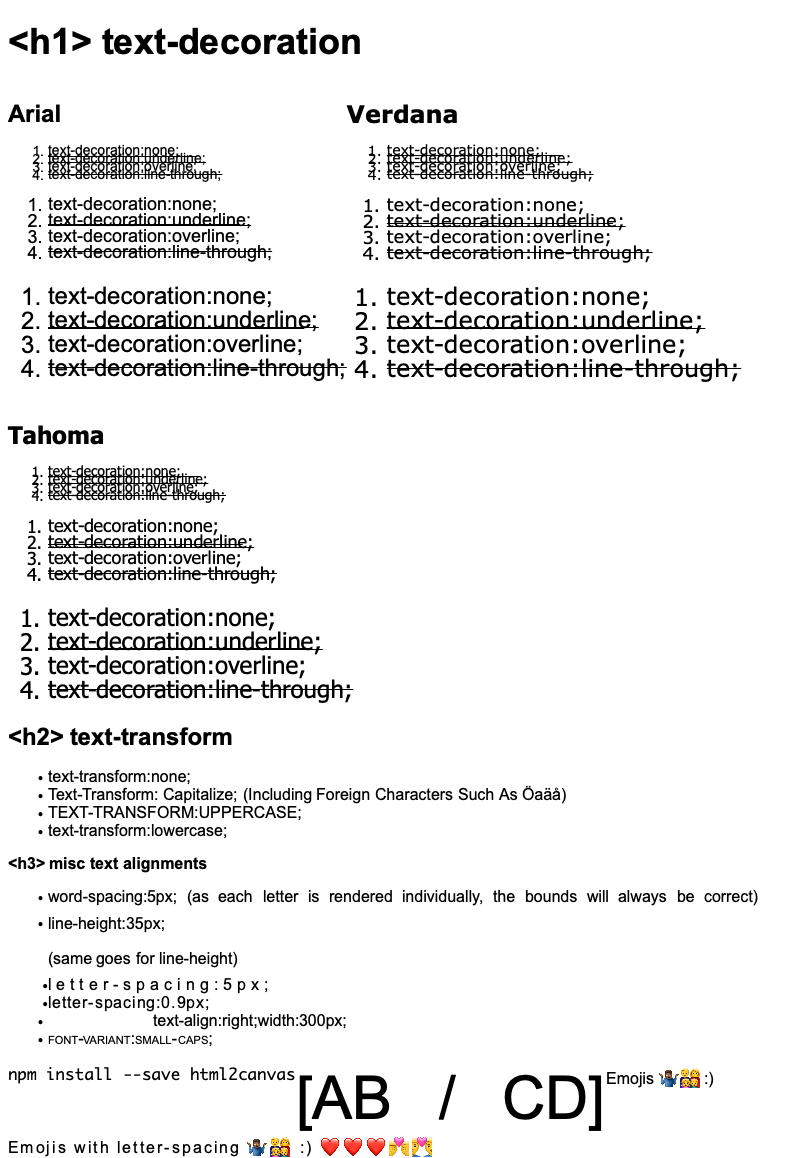 <h1> text-decoration
Arial
1. text-decoration:none;
2. text-decoration:underline;
3. text-decoration:overline;
4. text-decoration:line-through;
1. text-decoration:none;
2. text-decoration:underline;
3. text-decoration:overline;
4. text-decoration:line-through;
1. text-decoration:none;
2. text-decoration:underline;
3. text-decoration:overline;
4. text-decoration:line-through;
Verdana
1. text-decoration:none;
2. text-decoration:underline;
3. text-decoration:overline;
4. text-decoration:line-through;
1. text-decoration:none;
2. text-decoration:underline;
3. text-decoration:overline;
4. text-decoration:line-through;
1. text-decoration:none;
2. text-decoration:underline;
3. text-decoration:overline;
4. text-decoration:line-through;
Tahoma
1. text-decoration:none;
2. text-decoration:underline;
3. text-decoration:overline;
4. text-decoration:line-through;
1. text-decoration:none;
2. text-decoration:underline;
3. text-decoration:overline;
4. text-decoration:line-through;
1. text-decoration:none;
2. text-decoration:underline;
3. text-decoration:overline;
4. text-decoration:line-through;
<h2> text-transform
• text-transform:none;
• Text-Transform: Capitalize; (Including Foreign Characters Such As Öaäå)
• TEXT-TRANSFORM:UPPERCASE;
• text-transform:lowercase;
<h3> misc text alignments
• word-spacing:5px; (as each letter is rendered individually, the bounds will always be correct)
• line-height:35px;
(same goes for line-height)
• letter-spacing:5px;
• letter-spacing:0.9px;
• text-align:right;width:300px;
• FONT-VARIANT:SMALL-CAPS;
npm install --save html2canvas [AB / CD] Emojis 🤷🏾‍♂️👨‍👩‍👧‍👦 :)
Emojis with letter-spacing 🤷🏾‍♂️👨‍👩‍👧‍👦 :) ❤️❤️❤️👩‍❤️‍💋‍👨💑